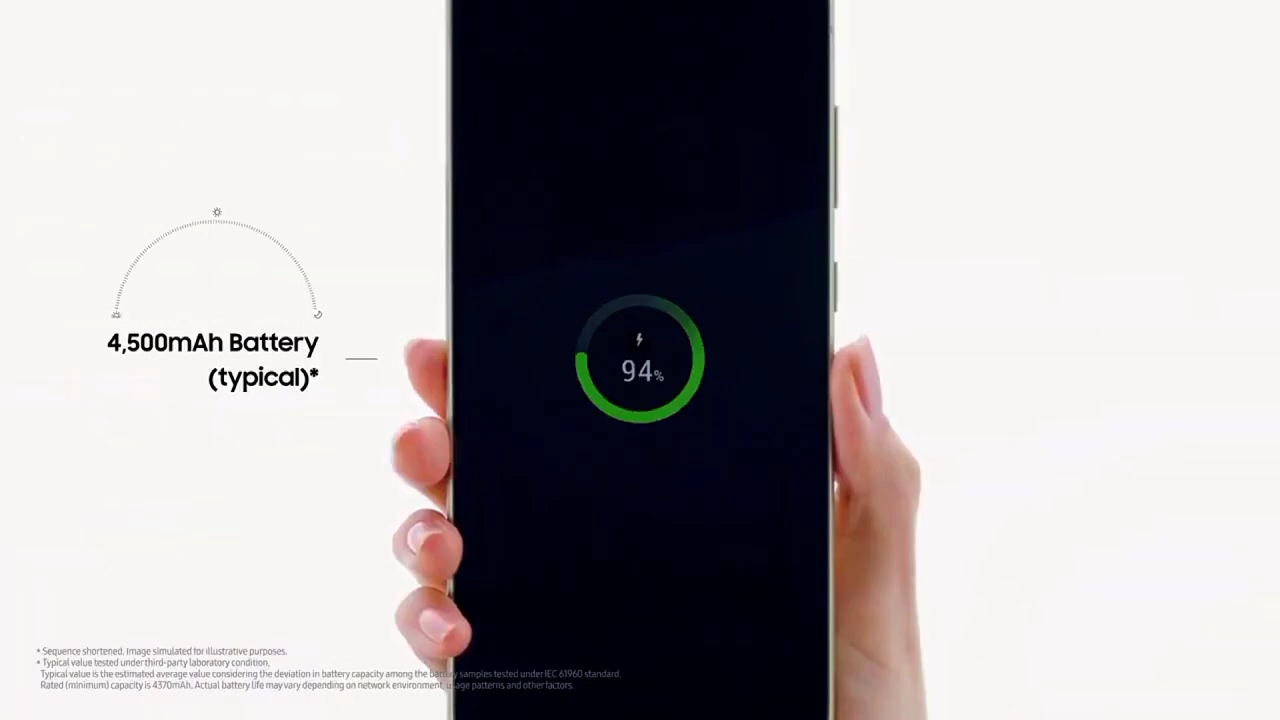 4,500mAh Battery
(typical)*
94%
* Sequence shortened. Image simulated for illustrative purposes.
* Typical value tested under third-party laboratory condition.
Typical value is the estimated average value considering the deviation in battery capacity among the battery samples tested under IEC 61960 standard.
Rated (minimum) capacity is 4370mAh. Actual battery life may vary depending on network environment, usage patterns and other factors.